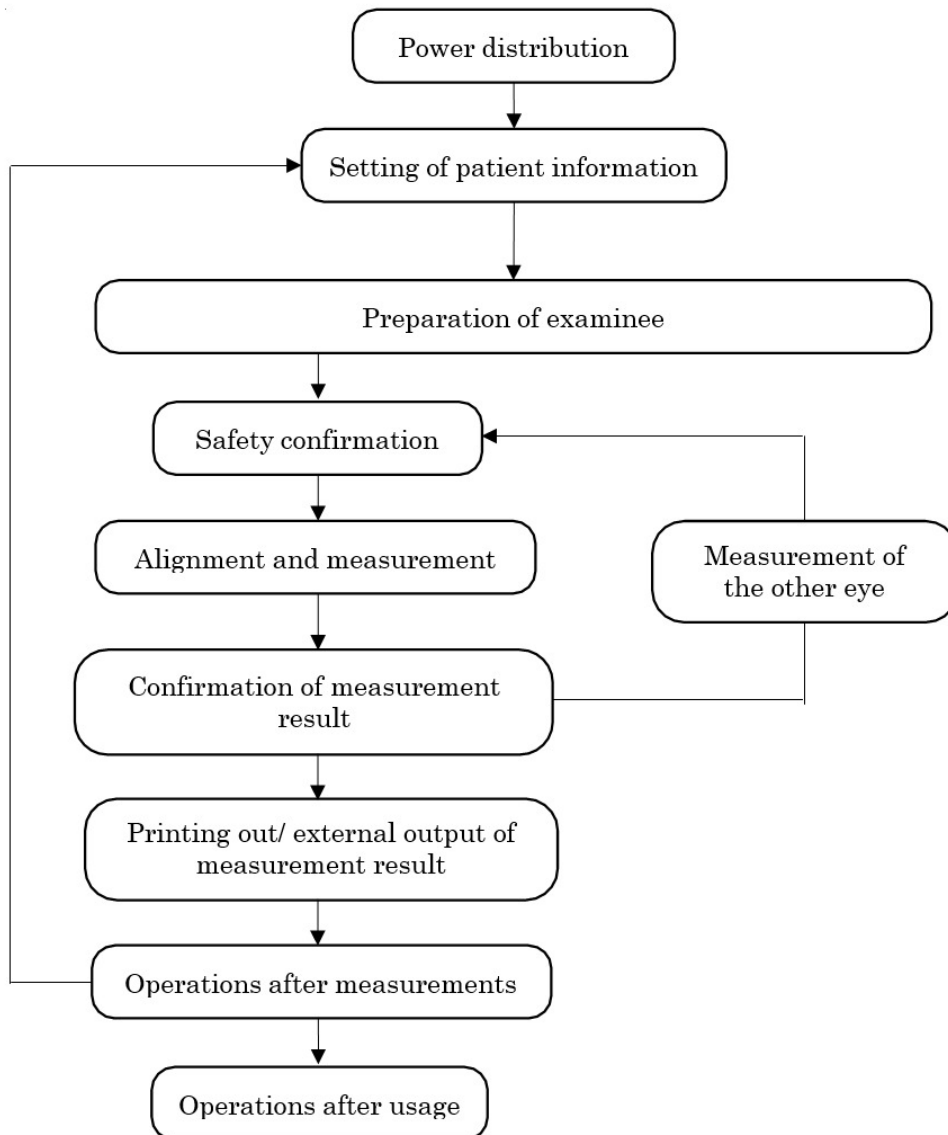 Power distribution
Setting of patient information
Preparation of examinee
Safety confirmation
Alignment and measurement
Measurement of
the other eye
Confirmation of measurement
result
Printing out/ external output of
measurement result
Operations after measurements
Operations after usage